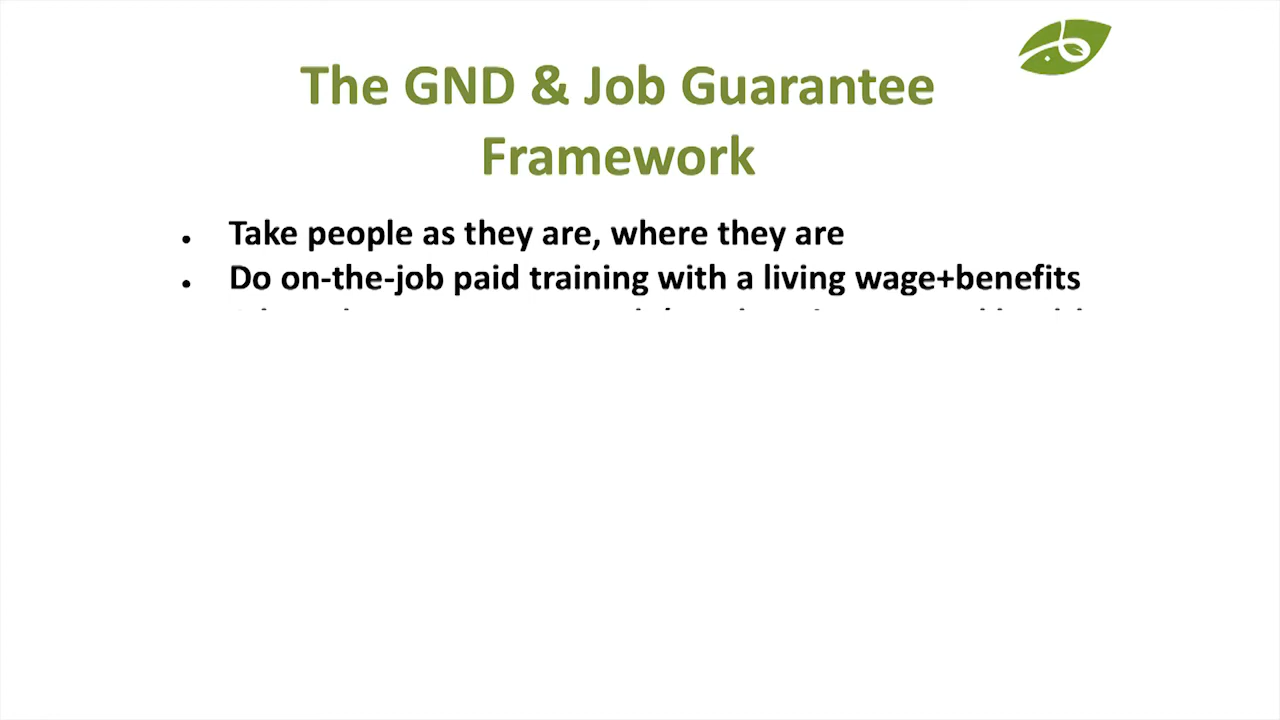 The GND & Job Guarantee
Framework
• Take people as they are, where they are
• Do on-the-job paid training with a living wage+benefits